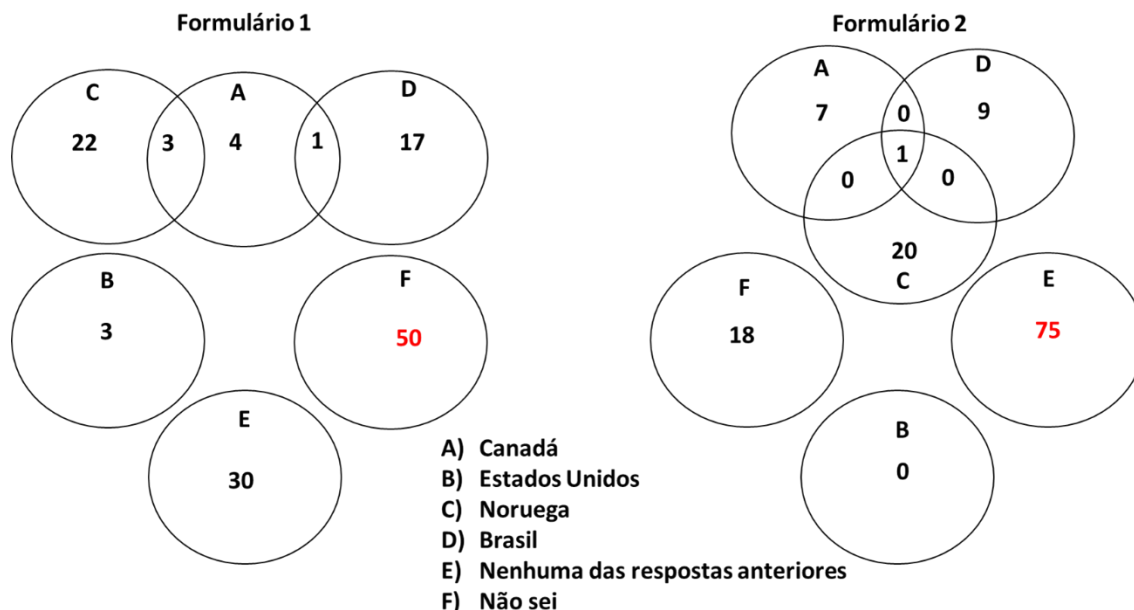 Formulário 1
C
A
D
22
3
4
1
17
B
3
F
50
E
30
Formulário 2
A
D
7
0
9
1
0
0
20
C
F
18
E
75
B
0
A) Canadá
B) Estados Unidos
C) Noruega
D) Brasil
E) Nenhuma das respostas anteriores
F) Não sei